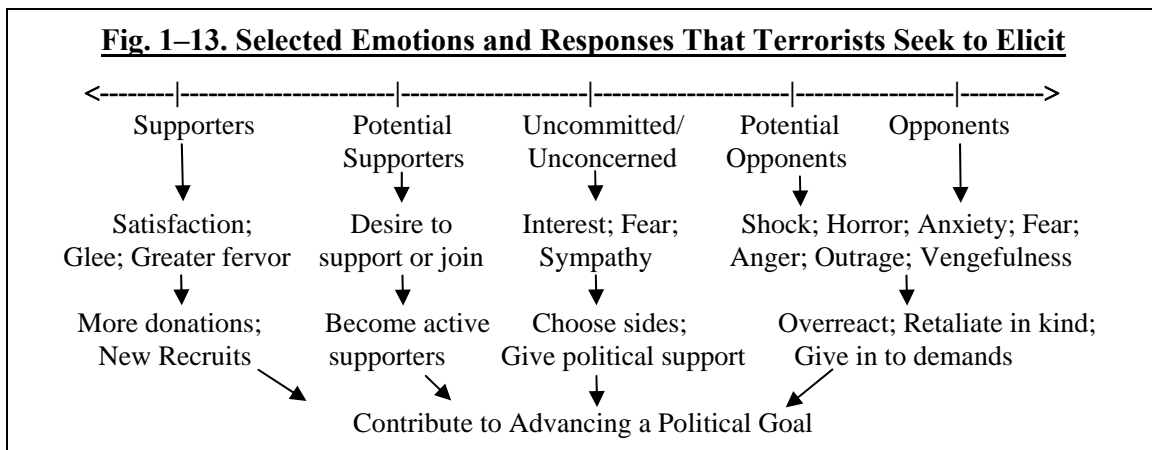 Fig. 1–13. Selected Emotions and Responses That Terrorists Seek to Elicit
<--------|--------------------|------------------|-------------------|---------------|-------->
Supporters Potential Uncommitted/ Potential Opponents
Supporters Unconcerned Opponents
Satisfaction; Desire to Interest; Fear; Shock; Horror; Anxiety; Fear;
Glee; Greater fervor support or join Sympathy Anger; Outrage; Vengefulness
More donations; Become active Choose sides; Overreact; Retaliate in kind;
New Recruits supporters Give political support Give in to demands
Contribute to Advancing a Political Goal